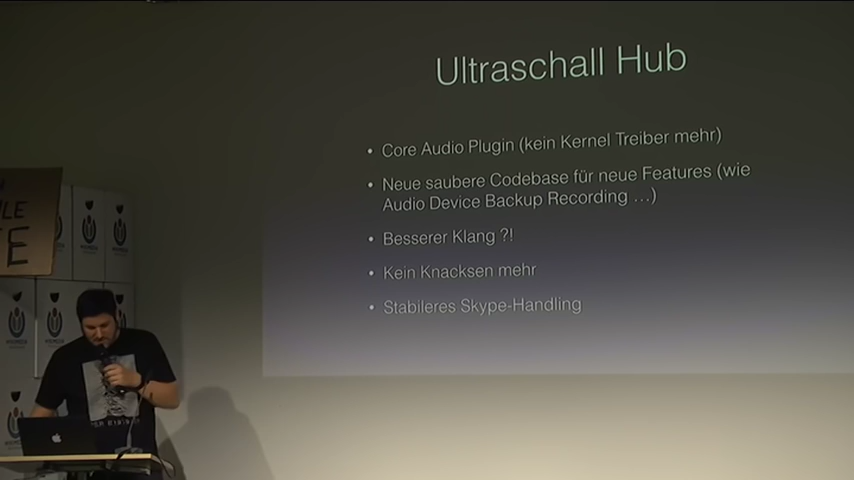 Ultraschall Hub
• Core Audio Plugin (kein Kernel Treiber mehr)
• Neue saubere Codebase für neue Features (wie
Audio Device Backup Recording ...)
• Besserer Klang ?!
• Kein Knacksen mehr
• Stabileres Skype-Handling